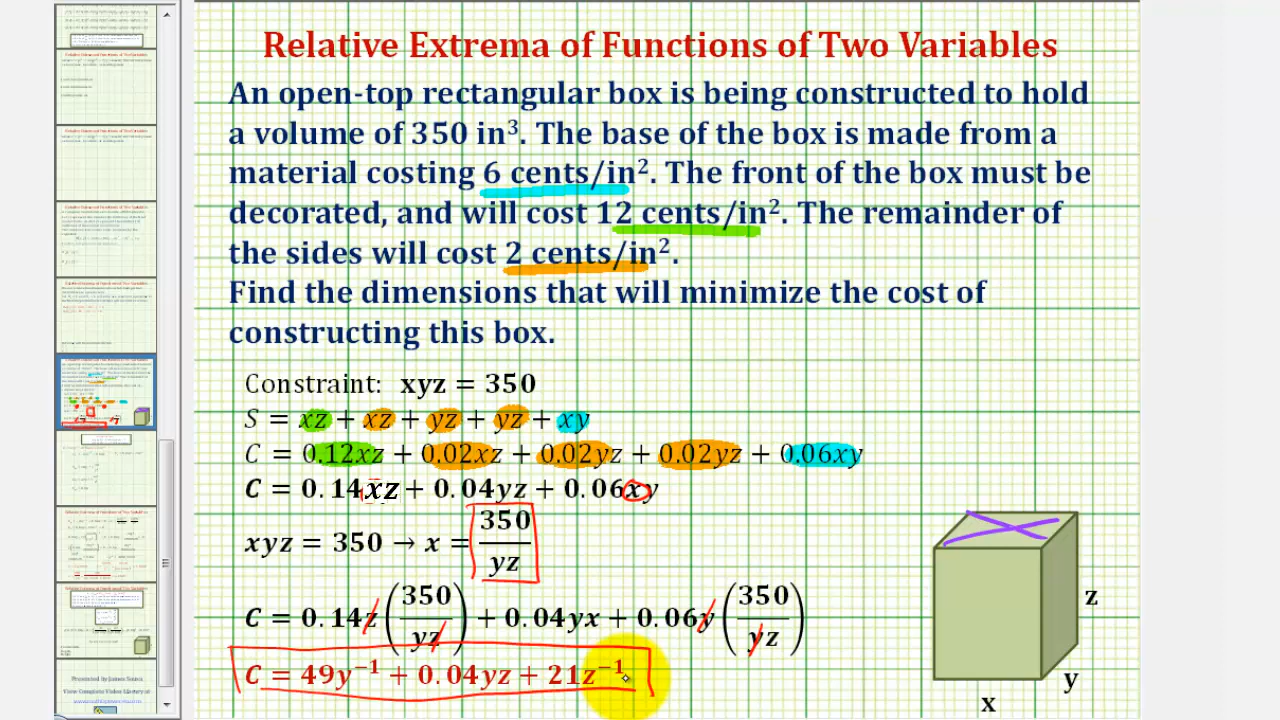 Relative Extrema of Functions of Two Variables
An open-top rectangular box is being constructed to hold
a volume of 350 in³. The base of the box is made from a
material costing 6 cents/in². The front of the box must be
decorated, and will cost 12 cents/in². The remainder of
the sides will cost 2 cents/in².
Find the dimensions that will minimize the cost of
constructing this box.
Constraint: xyz = 350
S = xz + xz + yz + yz + xy
C = 0.12xz + 0.02xz + 0.02yz + 0.02yz + 0.06xy
C = 0.14xz + 0.04yz + 0.06xy
xyz = 350 → x = 350/yz
C = 0.14z(350/yz) + 0.04yx + 0.06y(350/yz)
C = 49y⁻¹ + 0.04yz + 21z⁻¹
z
y
x
Presented by James Sousa